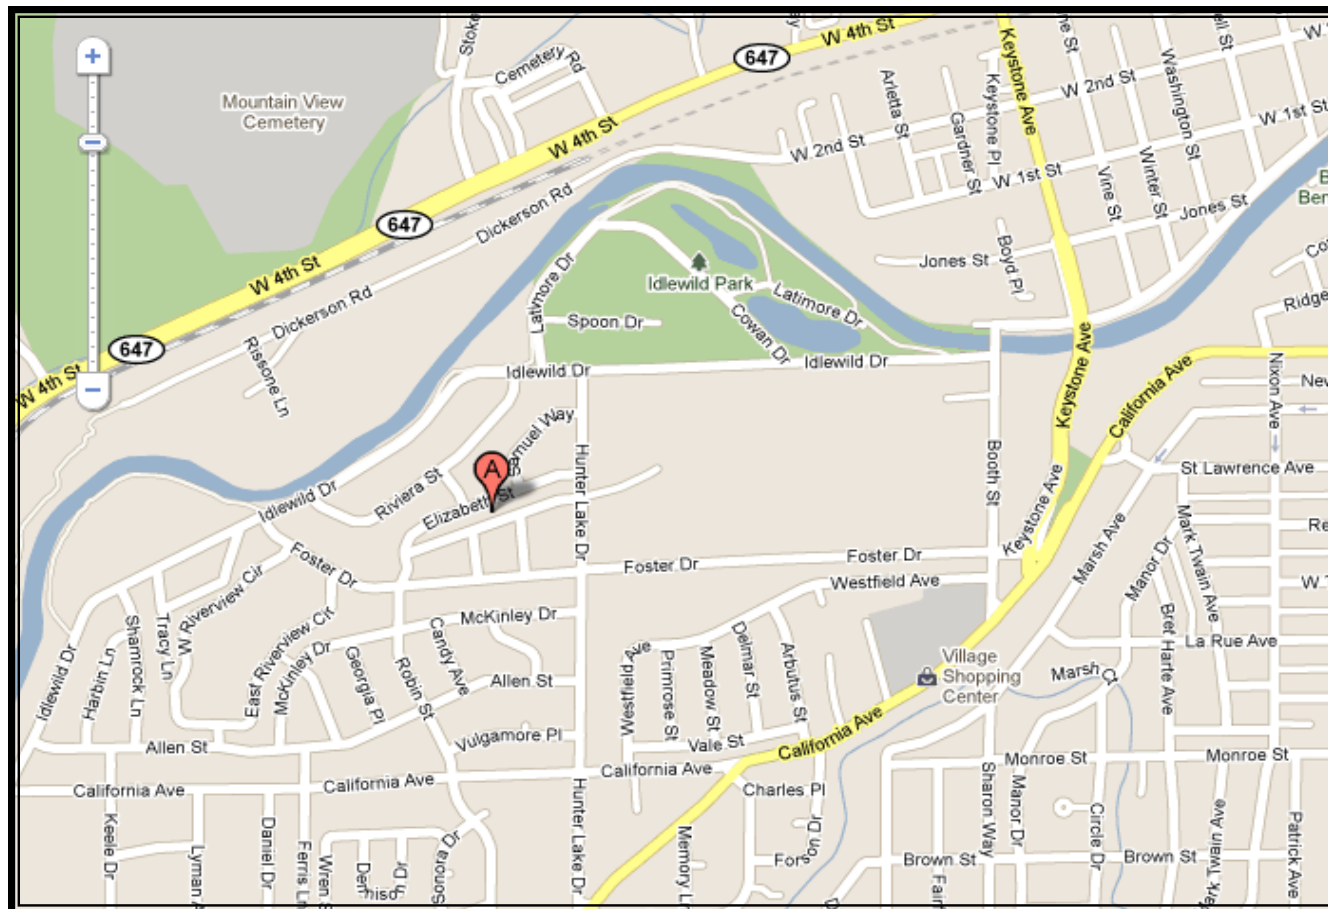 W 4th St
Keystone Ave
Stoke
Cemetery Rd
647
Mountain View
Cemetery
W 4th St
Arletta St
Gardner St
Keystone Pl
W 2nd St
Washington St
W 1st St
W 2nd St
W 1st St
Vine St
Winter St
Jones St
647
Dickerson Rd
W 4th St
Jones St
Boyd Pl
Idlewild Park
Latimore Dr
Latimore Dr
Spoon Dr
Cowan Dr
Dickerson Rd
Rissone Ln
647
W 4th St
Idlewild Dr
Idlewild Dr
Keystone Ave
California Ave
Ridge
Nixon Ave
New
Samuel Way
Hunter Lake Dr
Booth St
A
Riviera St
Elizabeth St
Idlewild Dr
St Lawrence Ave
Keystone Ave
Marsh Ave
Mark Twain Ave
Manor Dr
Re
Foster Dr
Foster Dr
Foster Dr
Westfield Ave
W T
W Riverview Cir
East Riverview Cir
McKinley Dr
McKinley Dr
Tracy Ln
Shamrock Ln
Harbin Ln
Idlewild Dr
Georgia Pl
Robin St
Candy Ave
Allen St
Westfield Ave
Primrose St
Meadow St
Delmar St
Arbutus St
Village
Shopping
Center
Marsh Ct
Bret Harte Ave
La Rue Ave
Allen St
Vulgamore Pl
Vale St
California Ave
California Ave
California Ave
California Ave
Charles Pl
Monroe St
Monroe St
Sharon Way
Manor Dr
Circle Dr
Mark Twain Ave
Patrick Ave
Keele Dr
Lyman A
Daniel Dr
Ferris Ln
Wren S
Sonora Dr
Hunter Lake Dr
Memory Ln
Fors
on Dr
Brown St
Brown St
Fairf